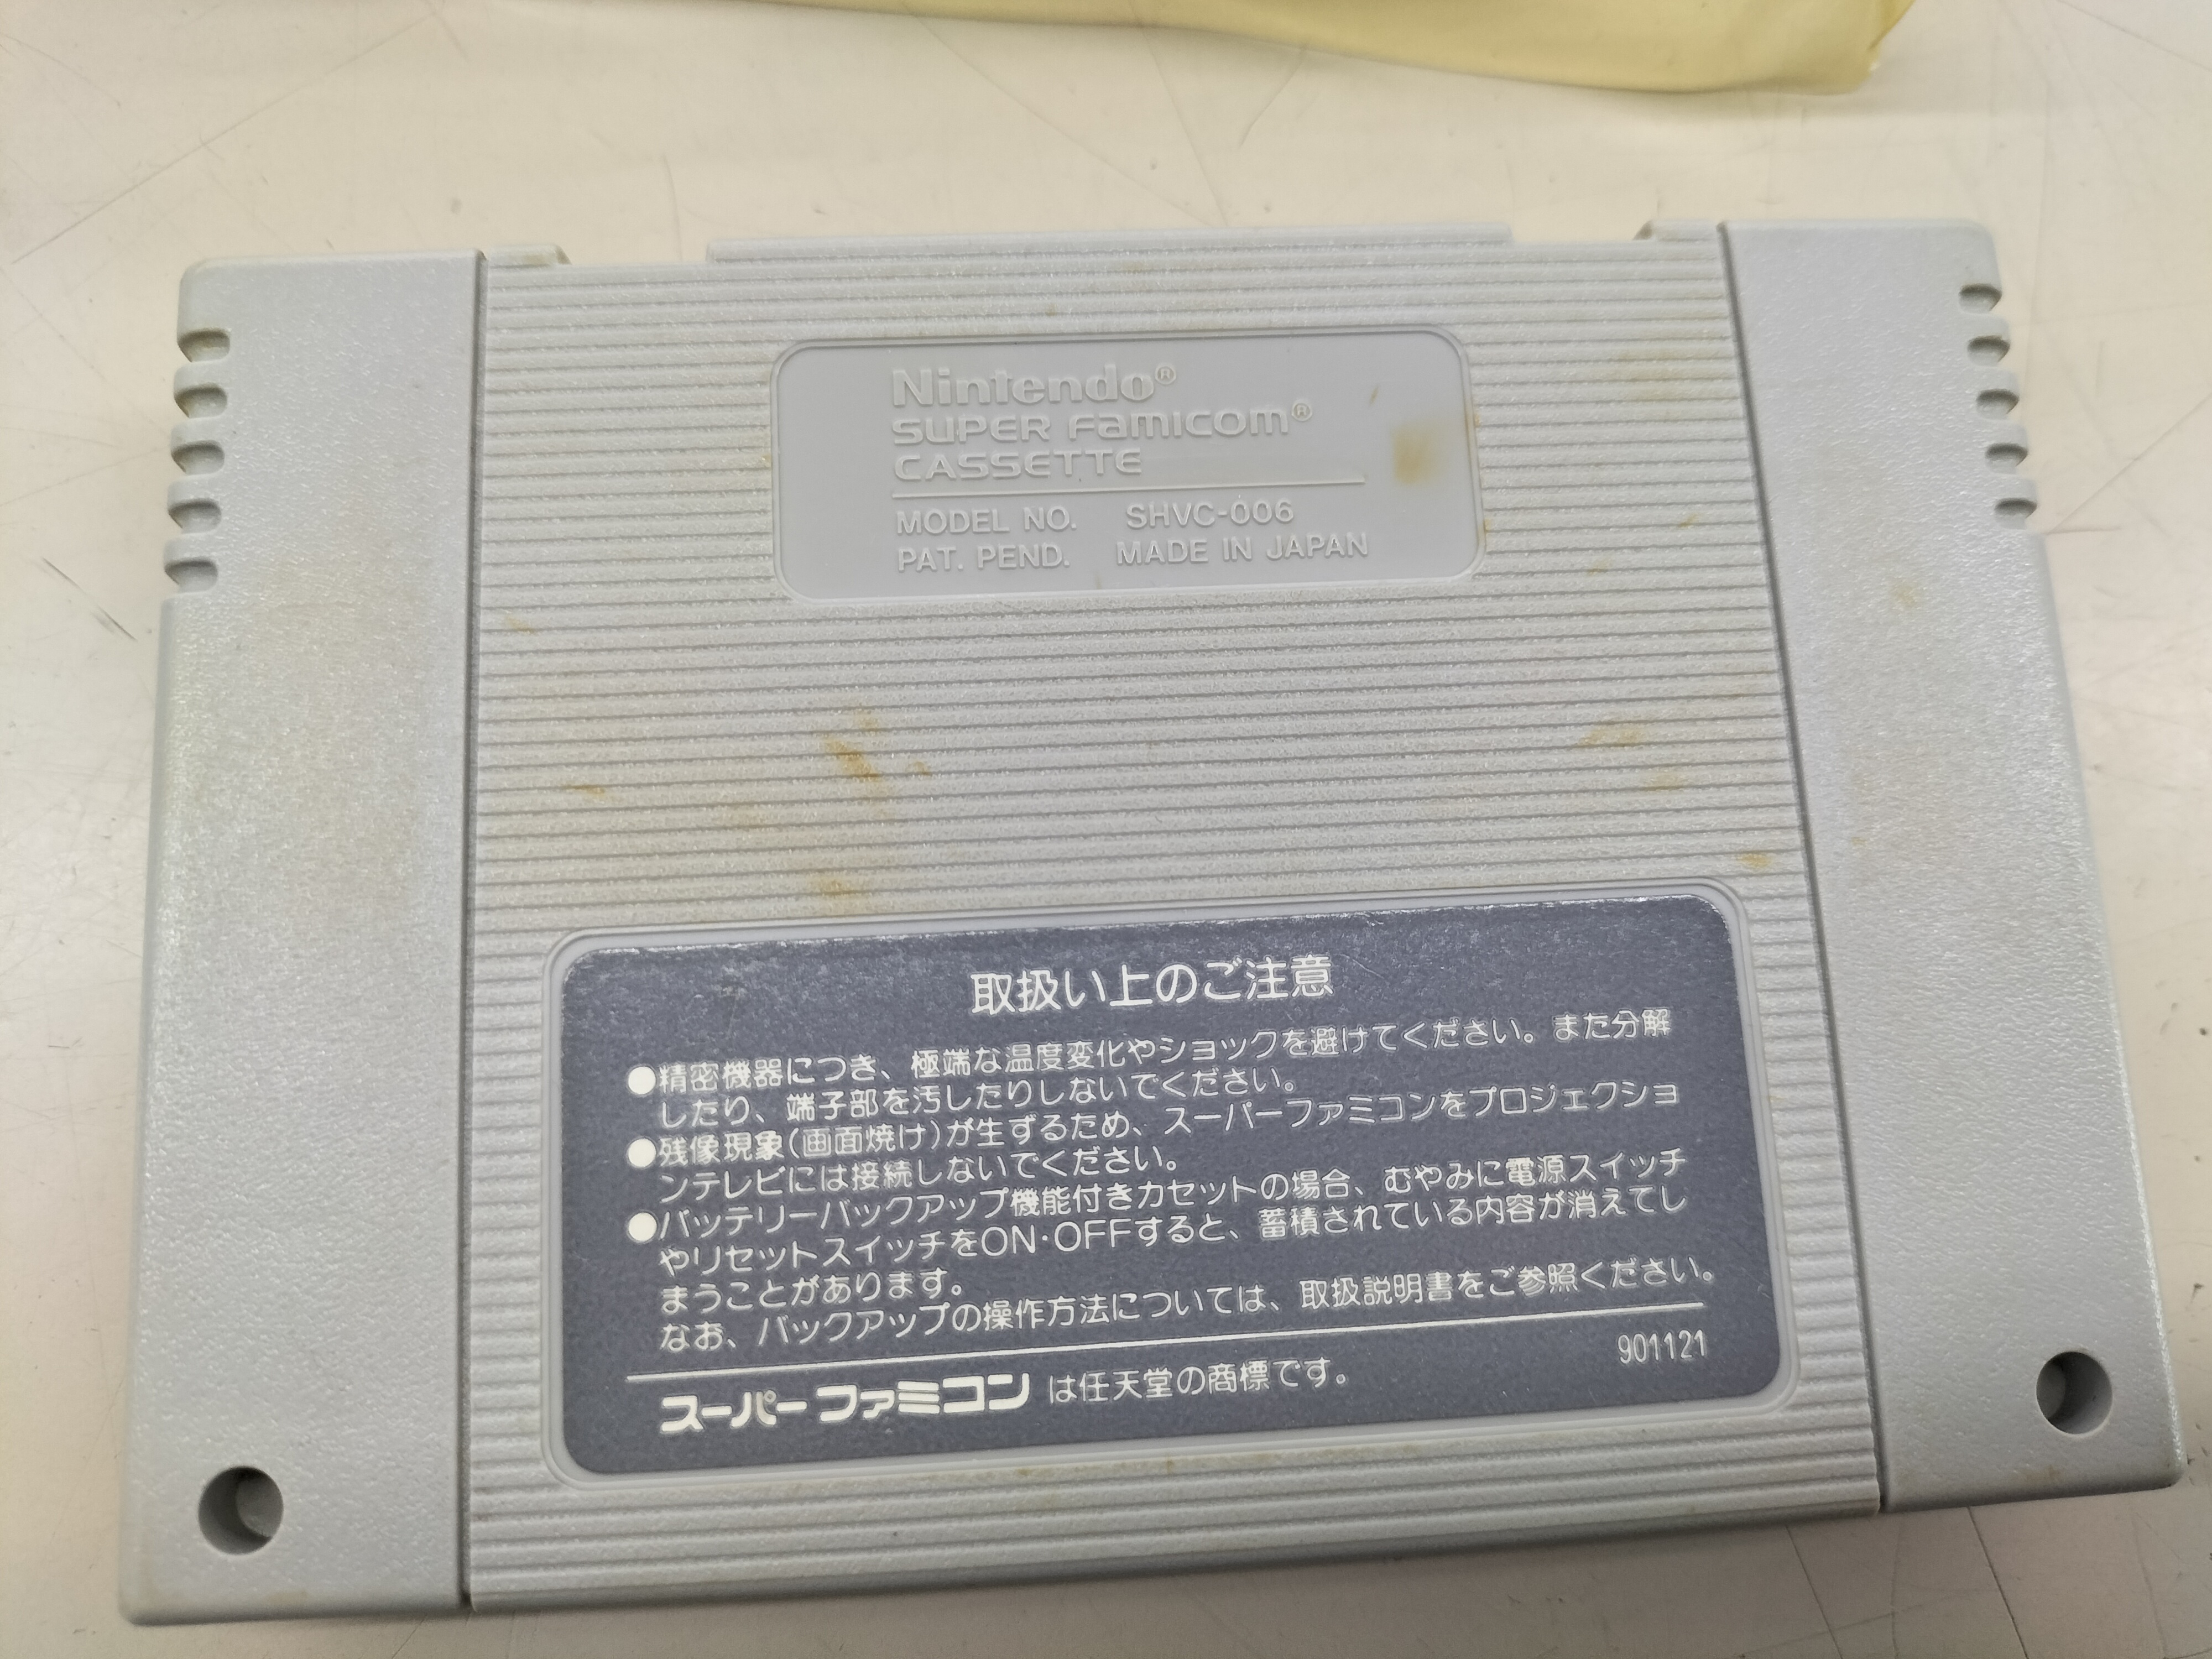 Nintendo®
SUPER Famicom®
CASSETTE
MODEL NO. SHVC-006
PAT. PEND. MADE IN JAPAN
取扱い上のご注意
●精密機器につき、極端な温度変化やショックを避けてください。また分解
したり、端子部を汚したりしないでください。
●残像現象(画面焼け)が生ずるため、スーパーファミコンをプロジェクショ
ンテレビには接続しないでください。
●バッテリーバックアップ機能付きカセットの場合、むやみに電源スイッチ
やリセットスイッチをON・OFFすると、蓄積されている内容が消えてし
まうことがあります。
なお、バックアップの操作方法については、取扱説明書をご参照ください。
901121
スーパーファミコン は任天堂の商標です。